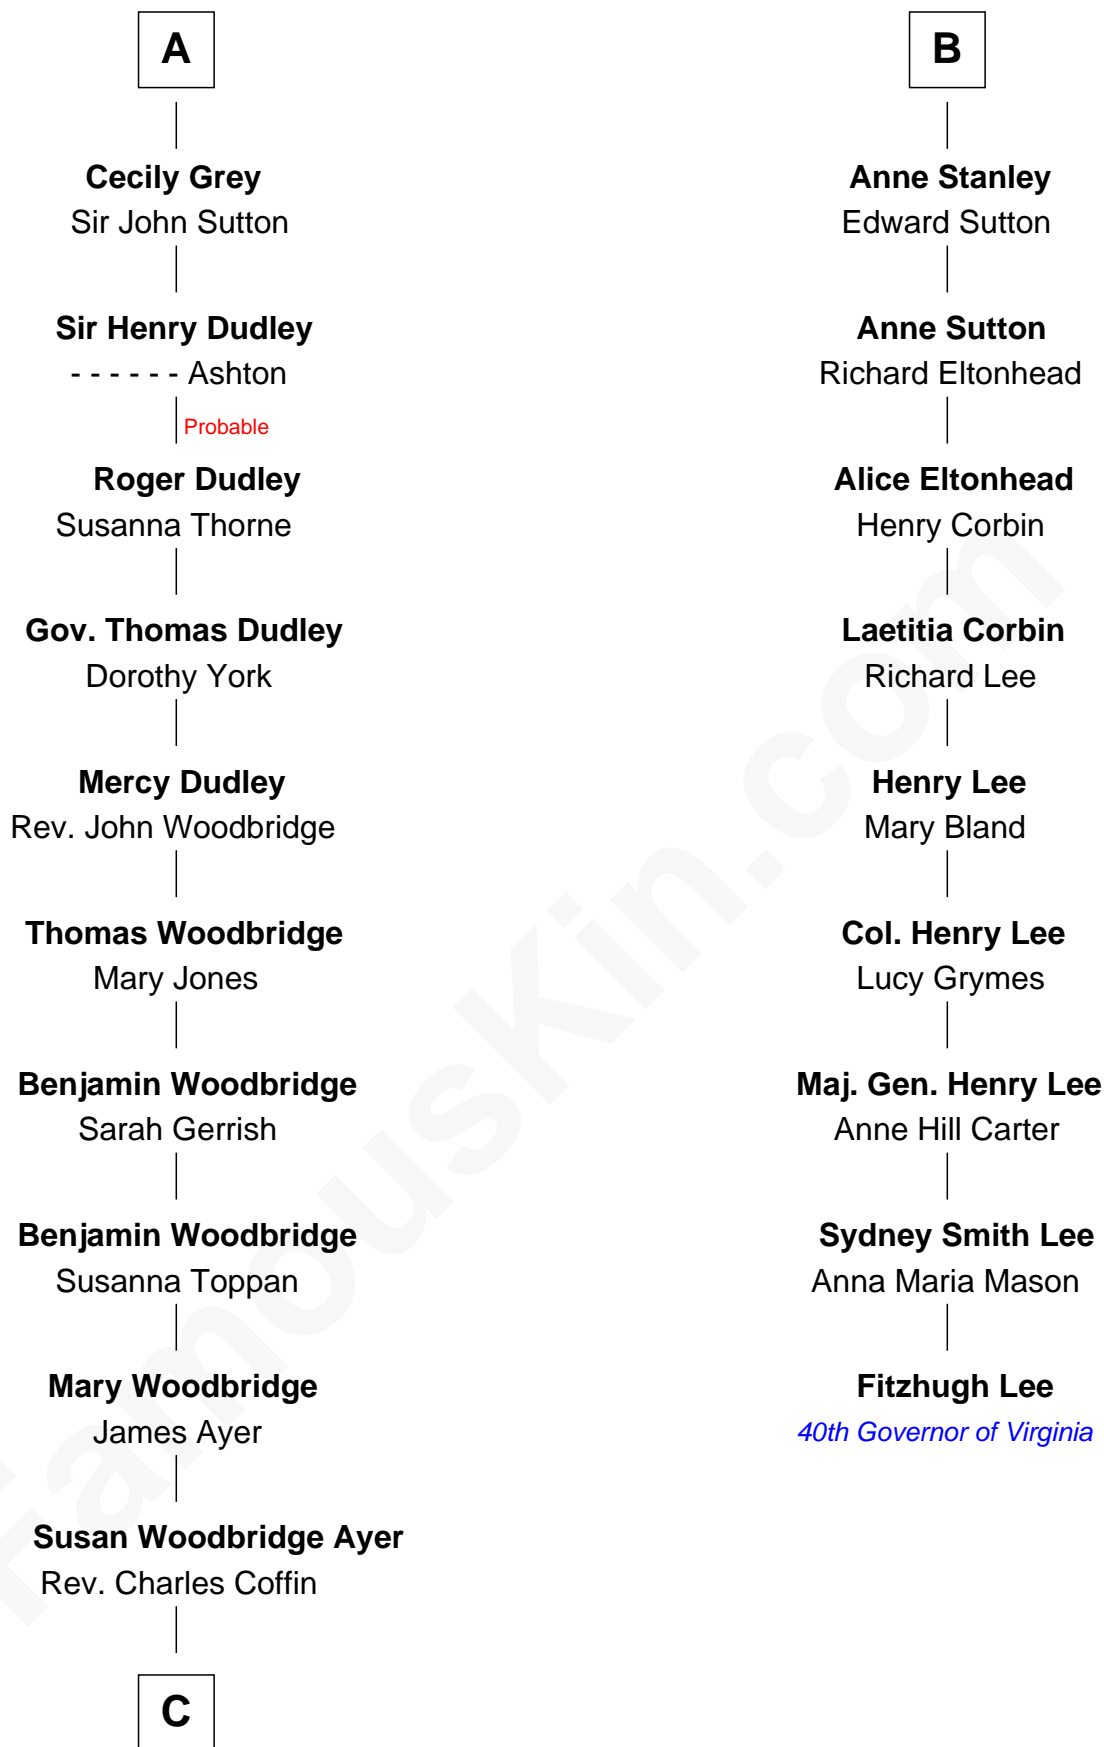 A
Cecily Grey
Sir John Sutton
Sir Henry Dudley
- - - - - - Ashton
Probable
Roger Dudley
Susanna Thorne
Gov. Thomas Dudley
Dorothy York
Mercy Dudley
Rev. John Woodbridge
Thomas Woodbridge
Mary Jones
Benjamin Woodbridge
Sarah Gerrish
Benjamin Woodbridge
Susanna Toppan
Mary Woodbridge
James Ayer
Susan Woodbridge Ayer
Rev. Charles Coffin
C
B
Anne Stanley
Edward Sutton
Anne Sutton
Richard Eltonhead
Alice Eltonhead
Henry Corbin
Laetitia Corbin
Richard Lee
Henry Lee
Mary Bland
Col. Henry Lee
Lucy Grymes
Maj. Gen. Henry Lee
Anne Hill Carter
Sydney Smith Lee
Anna Maria Mason
Fitzhugh Lee
40th Governor of Virginia
FamousKin.com